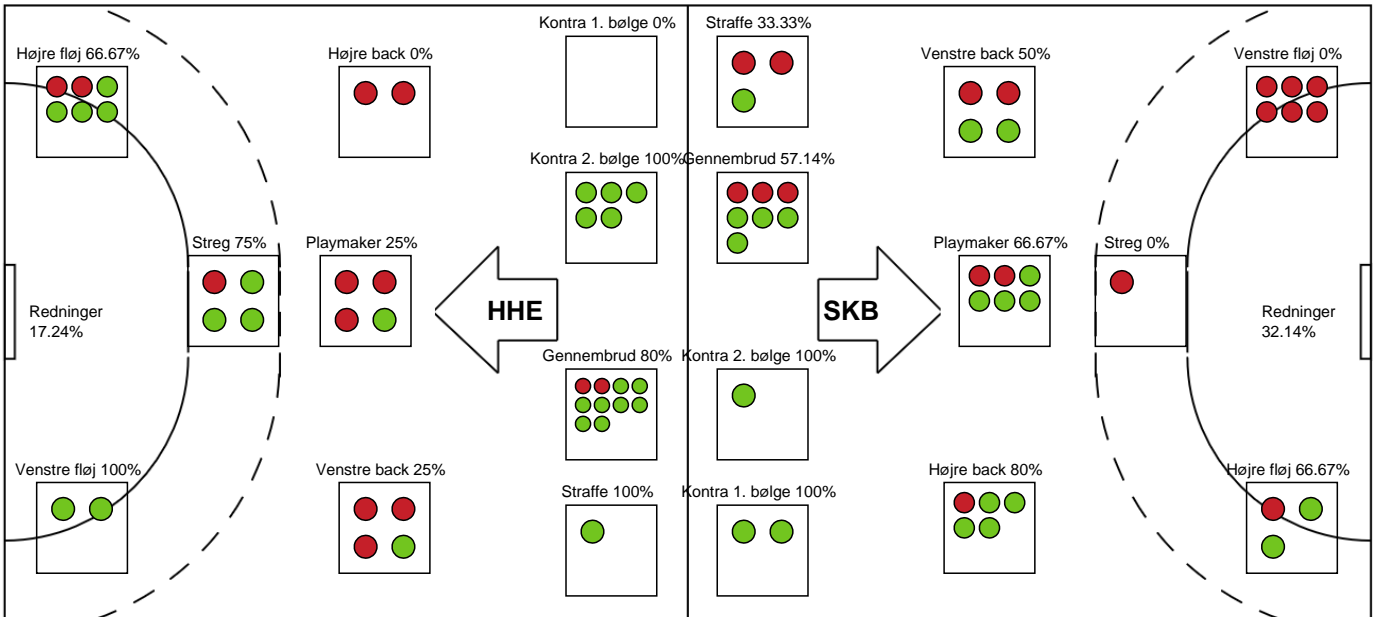 Kontra 1. bølge 0%
Straffe 33.33%
Højre fløj 66.67%
Højre back 0%
Venstre back 50%
Venstre fløj 0%
Kontra 2. bølge 100%
Gennembrud 57.14%
Streg 75%
Playmaker 25%
Playmaker 66.67%
Streg 0%
Redninger
17.24%
HHE
SKB
Redninger
32.14%
Gennembrud 80%
Kontra 2. bølge 100%
Venstre fløj 100%
Venstre back 25%
Højre back 80%
Højre fløj 66.67%
Straffe 100%
Kontra 1. bølge 100%